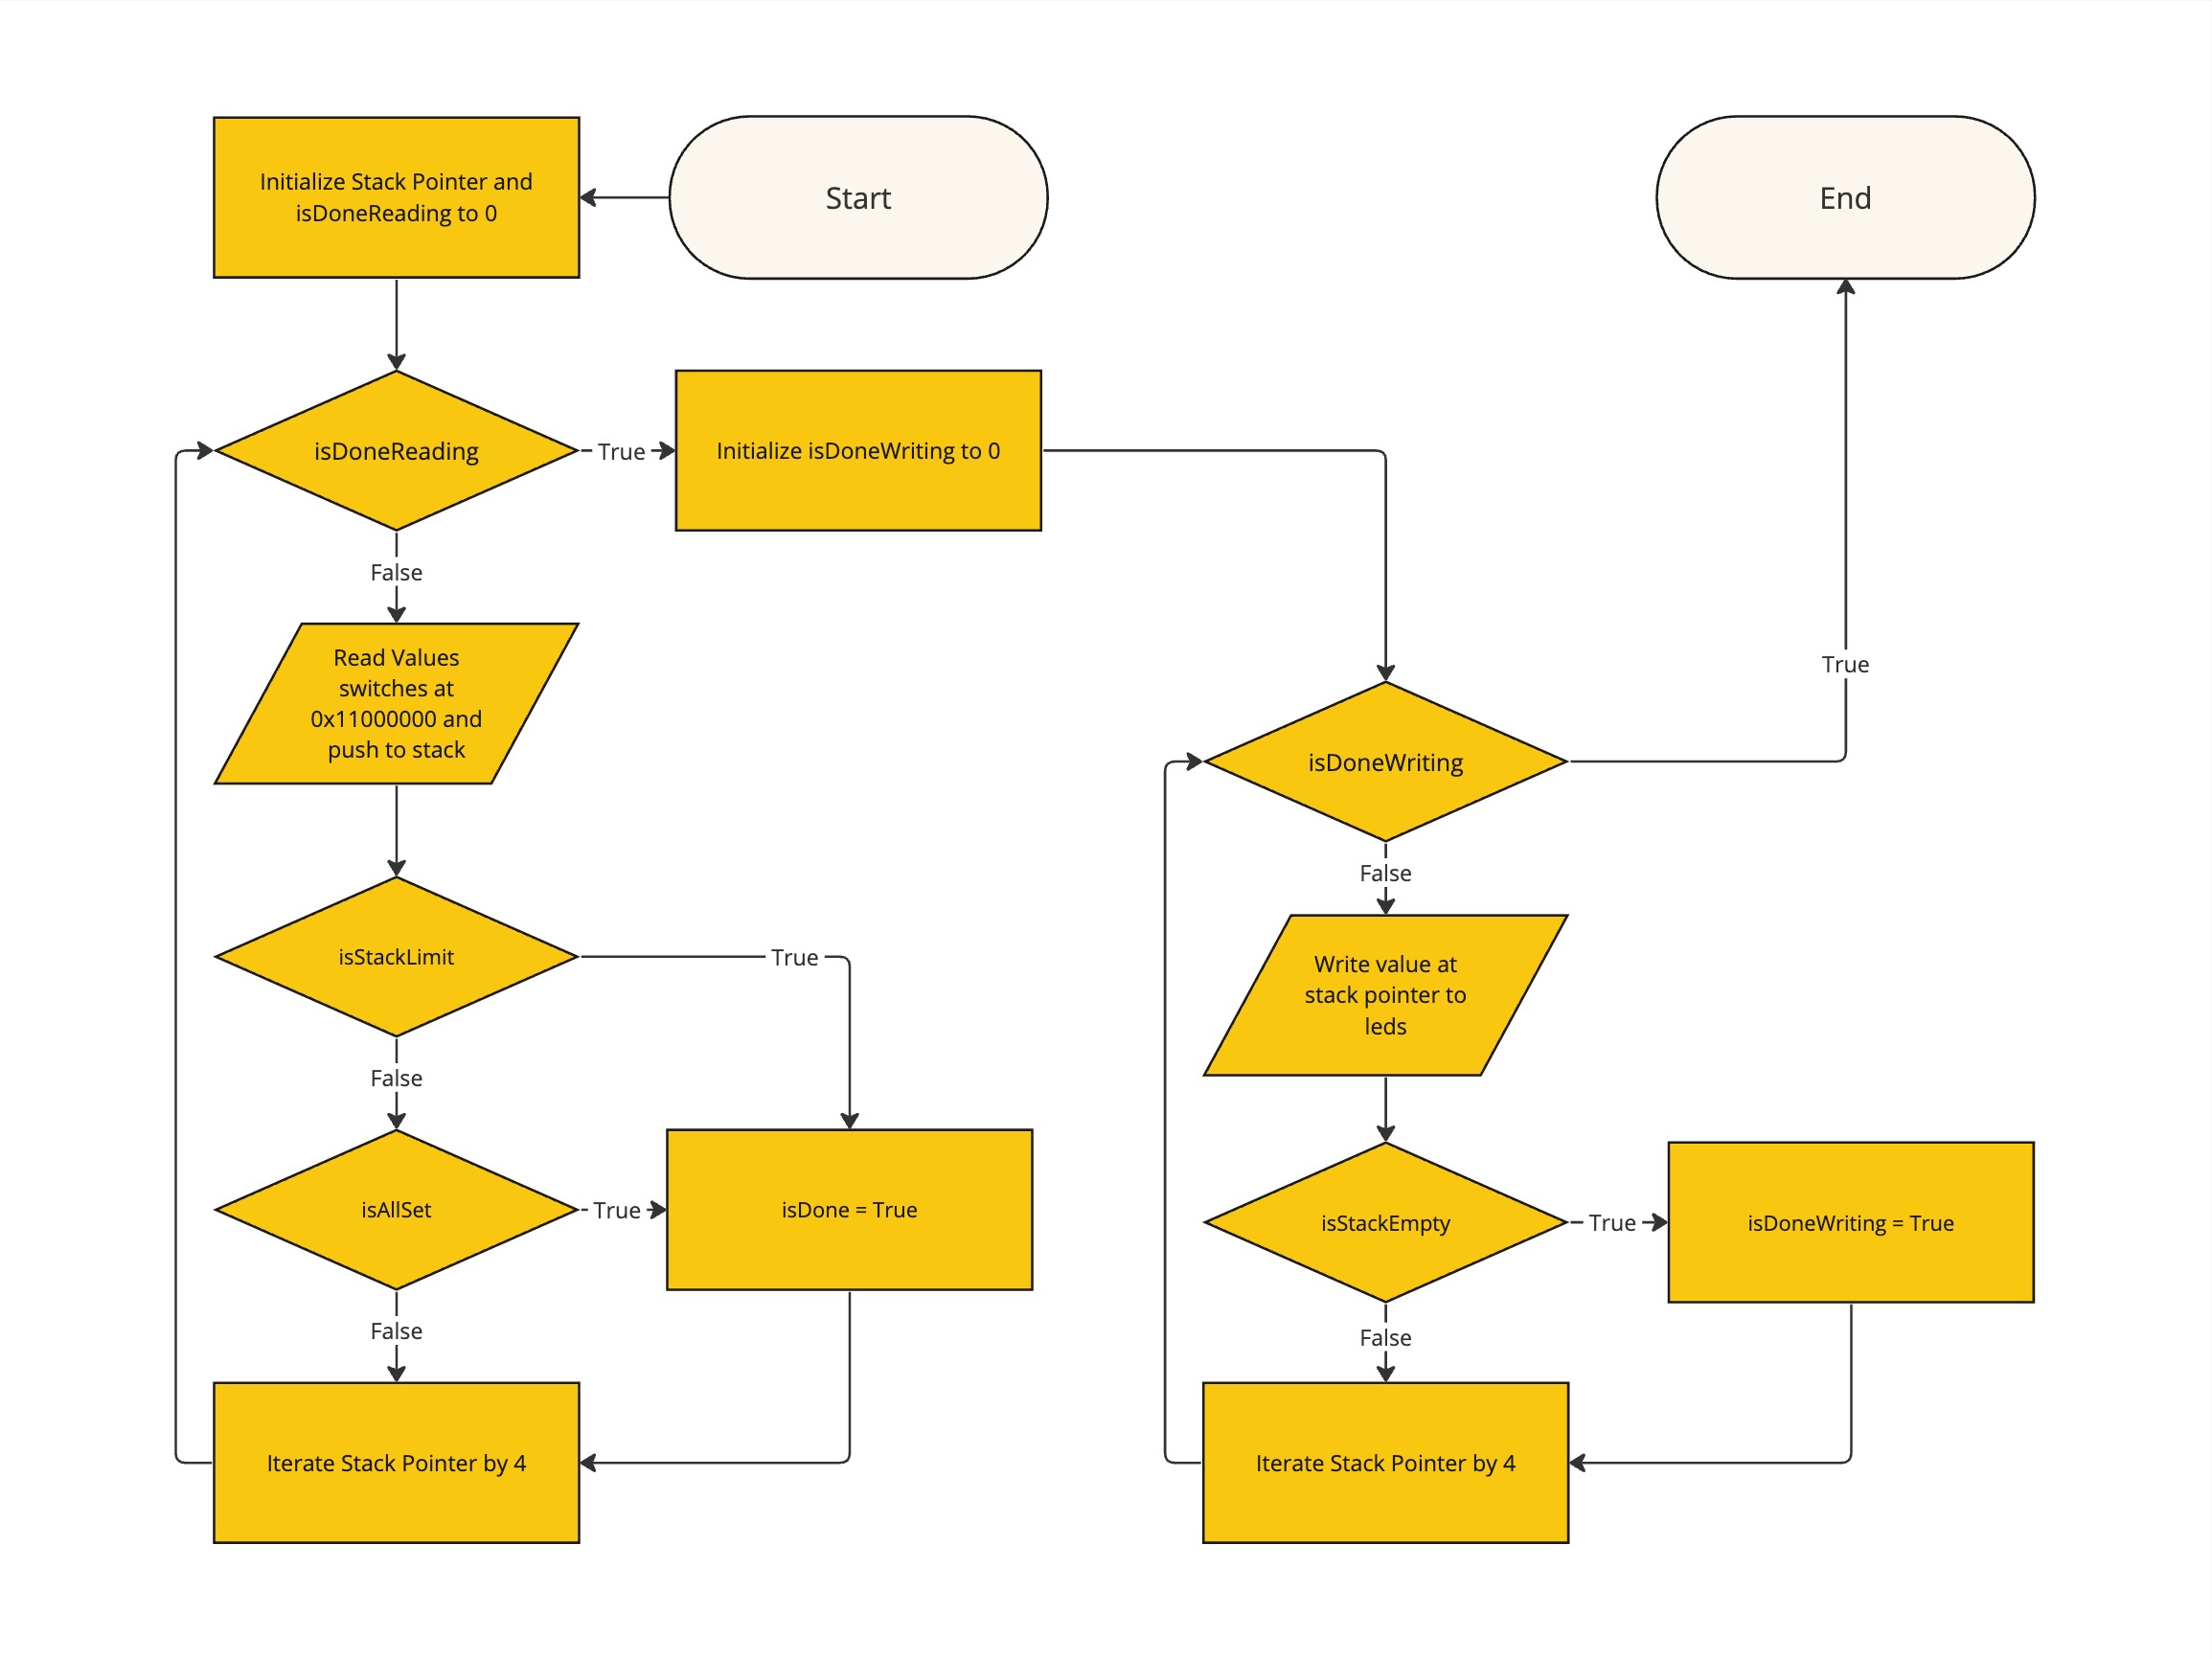 Start
Initialize Stack Pointer and
isDoneReading to 0
isDoneReading
True
Initialize isDoneWriting to 0
False
Read Values
switches at
0x11000000 and
push to stack
isStackLimit
True
False
isAllSet
True
isDone = True
False
Iterate Stack Pointer by 4
isDoneWriting
True
End
False
Write value at
stack pointer to
leds
isStackEmpty
True
isDoneWriting = True
False
Iterate Stack Pointer by 4